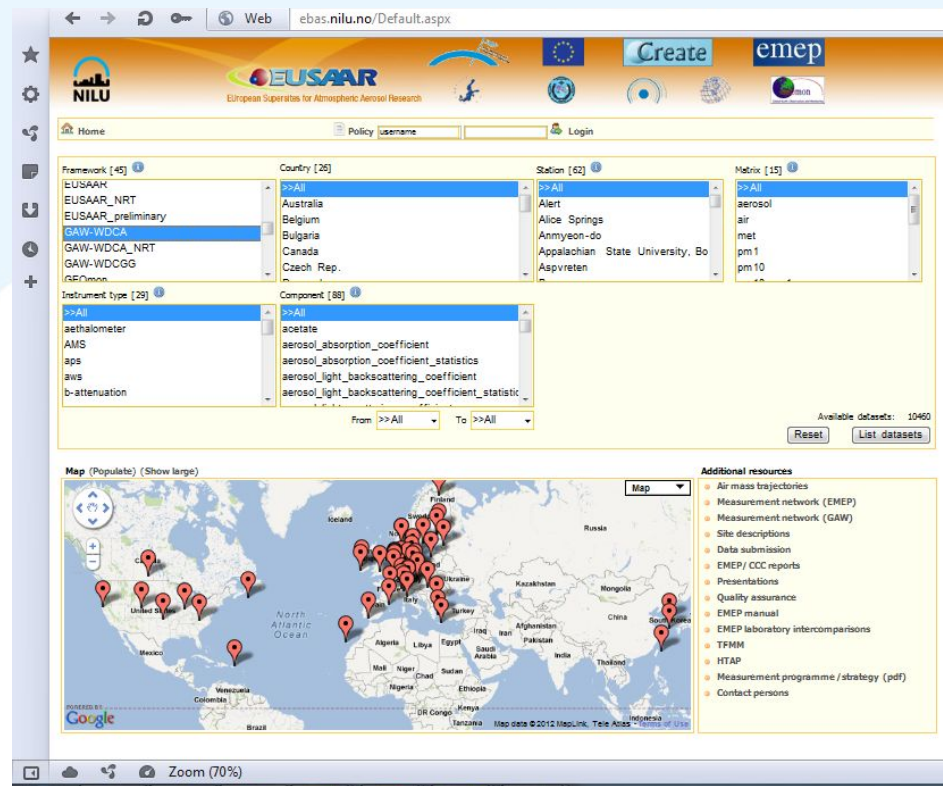 Web ebas.nilu.no/Default.aspx
NILU
EUSAAR
EUropean Supersites for Atmospheric Aerosol Research
Create
emep
mon
Home
Policy username
Login
Framework [45]
EUSAAR
EUSAAR_NRT
EUSAAR_preliminary
GAW-WDCA
GAW-WDCA_NRT
GAW-WDCGG
GEOmon
Country [26]
>>All
Australia
Belgium
Bulgaria
Canada
Czech Rep.
Station [62]
>>All
Alert
Alice Springs
Anmyeon-do
Appalachian State University, Bo
Aspvreten
Matrix [15]
>>All
aerosol
air
met
pm1
pm10
Instrument type [29]
>>All
aethalometer
AMS
aps
aws
b-attenuation
Component [88]
>>All
acetate
aerosol_absorption_coefficient
aerosol_absorption_coefficient_statistics
aerosol_light_backscattering_coefficient
aerosol_light_backscattering_coefficient_statistic
From >>All To >>All
Available datasets: 10460
Reset List datasets
Map (Populate) (Show large)
Map
Finland
Iceland
Russia
Ukraine
Kazakhstan
Mongolia
Italy
Turkey
China
South Korea
North
Atlantic
Ocean
Algeria
Libya
Egypt
Iraq
Iran
Afghanistan
Pakistan
Saudi
Arabia
India
Thailand
Mexico
Mali
Niger
Chad
Sudan
Nigeria
Ethiopia
Venezuela
Colombia
DR Congo
Kenya
Tanzania
Indonesia
Brazil
POWERED BY
Google
Map data ©2012 MapLink, Tele Atlas - Terms of Use
Additional resources
Air mass trajectories
Measurement network (EMEP)
Measurement network (GAW)
Site descriptions
Data submission
EMEP/ CCC reports
Presentations
Quality assurance
EMEP manual
EMEP laboratory intercomparisons
TFMM
HTAP
Measurement programme /strategy (pdf)
Contact persons
Zoom (70%)